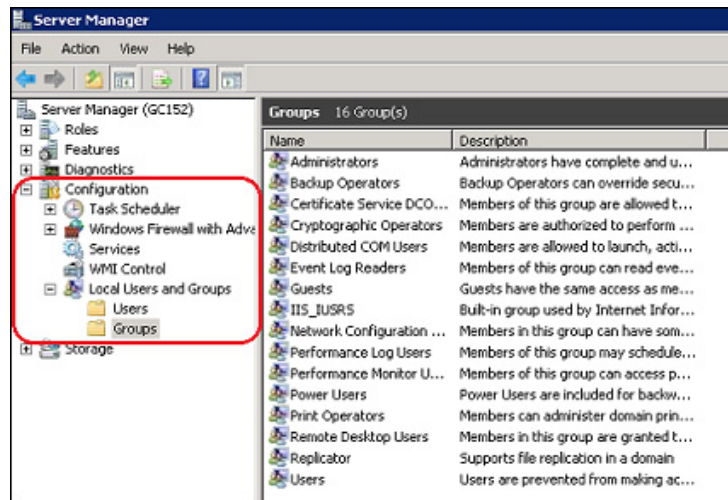 Server Manager
File Action View Help
Server Manager (GC152)
Roles
Features
Diagnostics
Configuration
Task Scheduler
Windows Firewall with Adva
Services
WMI Control
Local Users and Groups
Users
Groups
Storage
Groups 16 Group(s)
Name Description
Administrators Administrators have complete and u...
Backup Operators Backup Operators can override secu...
Certificate Service DCO... Members of this group are allowed t...
Cryptographic Operators Members are authorized to perform ...
Distributed COM Users Members are allowed to launch, acti...
Event Log Readers Members of this group can read eve...
Guests Guests have the same access as me...
IIS_IUSRS Built-in group used by Internet Infor...
Network Configuration ... Members in this group can have som...
Performance Log Users Members of this group may schedule...
Performance Monitor U... Members of this group can access p...
Power Users Power Users are included for backw...
Print Operators Members can administer domain prin...
Remote Desktop Users Members in this group are granted t...
Replicator Supports file replication in a domain
Users Users are prevented from making ac...